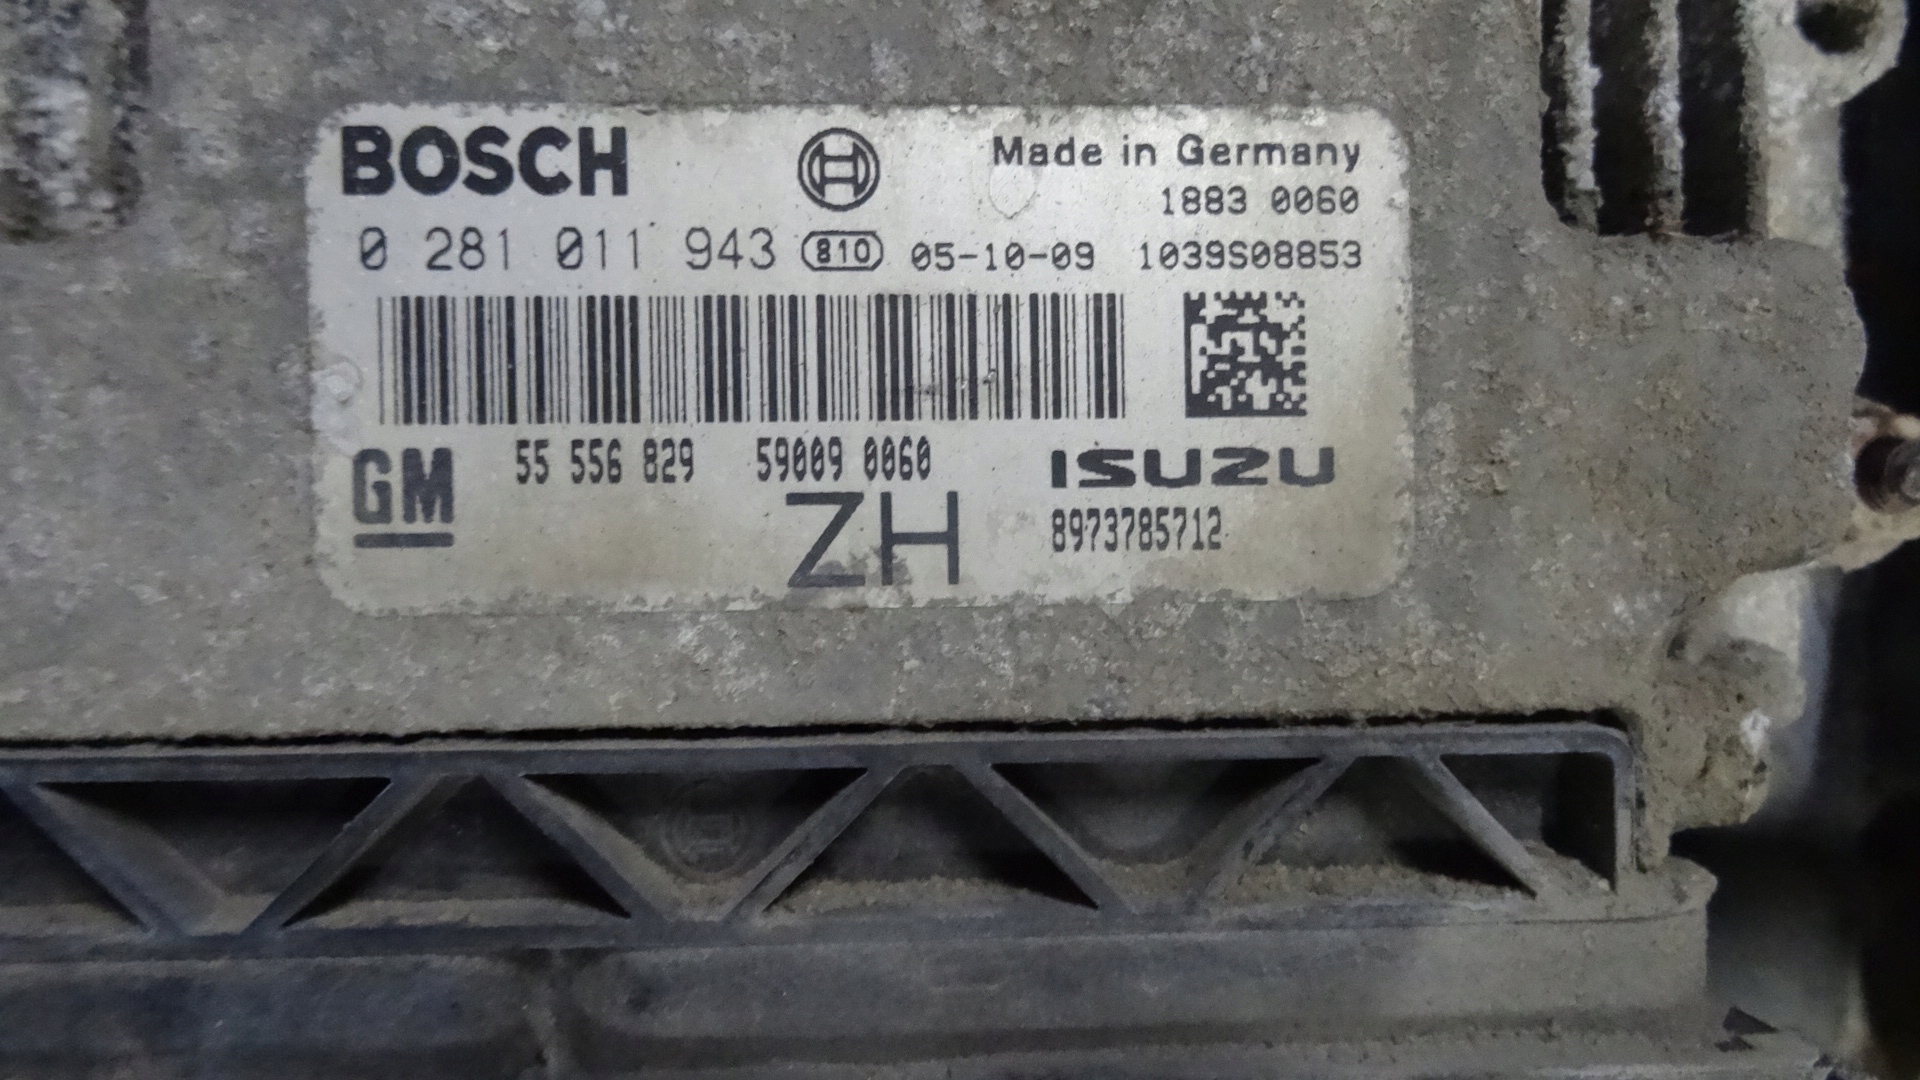 BOSCH Made in Germany
1883 0060
0 281 011 943 810 05-10-09 1039S08853
GM 55 556 829 59009 0060 ISUZU
ZH 8973785712